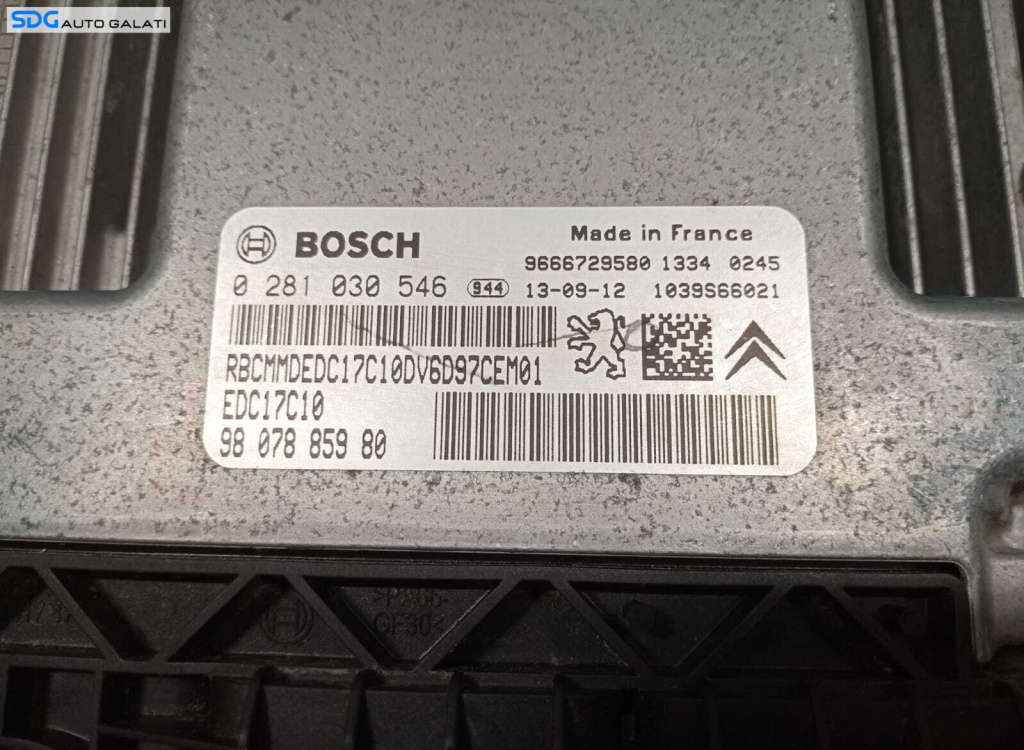 SDG AUTO GALATI
BOSCH
Made in France
9666729580 1334 0245
0 281 030 546 944 13-09-12 1039S66021
RBCMMDEDC17C10DV6D97CEM01
EDC17C10
98 078 859 80
GF30<